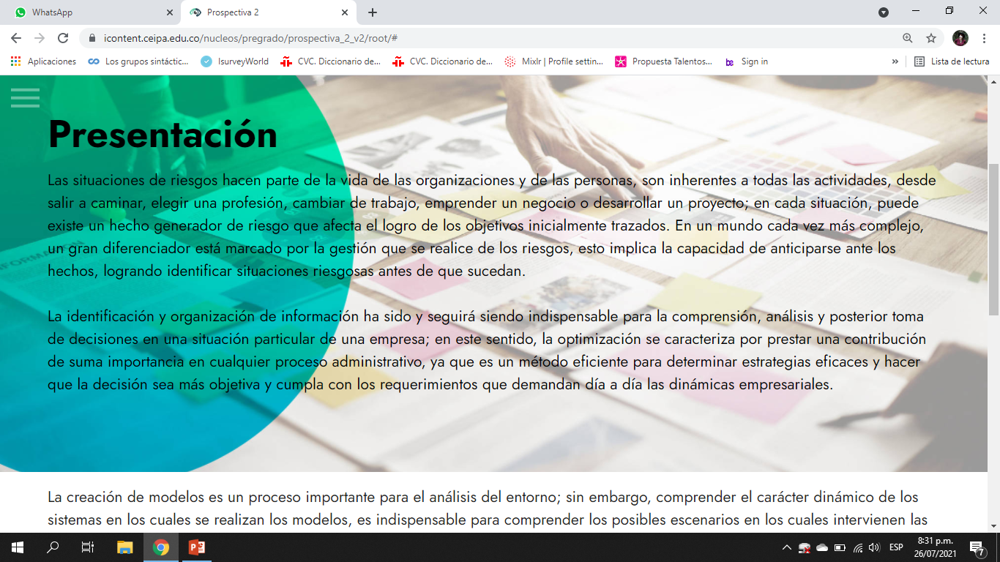 WhatsApp
Prospectiva 2
icontent.ceipa.edu.co/nucleos/pregrado/prospectiva_2_v2/root/#
Aplicaciones
Los grupos sintáctic...
IsurveyWorld
CVC. Diccionario de...
CVC. Diccionario de...
Mixlr | Profile settin...
Propuesta Talentos...
Sign in
»
Lista de lectura
Presentación
Las situaciones de riesgos hacen parte de la vida de las organizaciones y de las personas, son inherentes a todas las actividades, desde
salir a caminar, elegir una profesión, cambiar de trabajo, emprender un negocio o desarrollar un proyecto; en cada situación, puede
existe un hecho generador de riesgo que afecta el logro de los objetivos inicialmente trazados. En un mundo cada vez más complejo,
un gran diferenciador está marcado por la gestión que se realice de los riesgos, esto implica la capacidad de anticiparse ante los
hechos, logrando identificar situaciones riesgosas antes de que sucedan.
La identificación y organización de información ha sido y seguirá siendo indispensable para la comprensión, análisis y posterior toma
de decisiones en una situación particular de una empresa; en este sentido, la optimización se caracteriza por prestar una contribución
de suma importancia en cualquier proceso administrativo, ya que es un método eficiente para determinar estrategias eficaces y hacer
que la decisión sea más objetiva y cumpla con los requerimientos que demandan día a día las dinámicas empresariales.
La creación de modelos es un proceso importante para el análisis del entorno; sin embargo, comprender el carácter dinámico de los
sistemas en los cuales se realizan los modelos, es indispensable para comprender los posibles escenarios en los cuales intervienen las
ESP
8:31 p.m.
26/07/2021
7